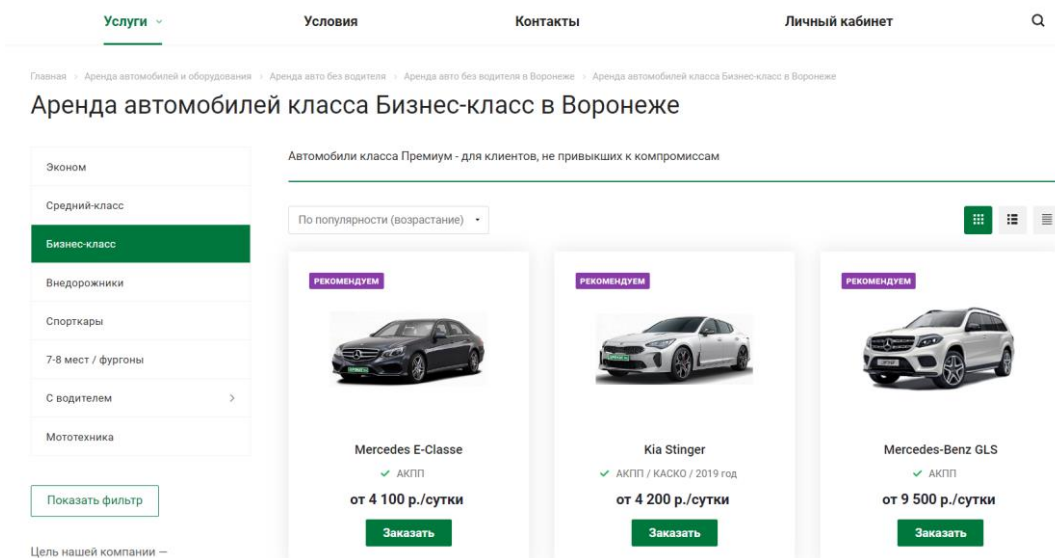 Услуги
Условия
Контакты
Личный кабинет
Главная › Аренда автомобилей и оборудования › Аренда авто без водителя › Аренда авто без водителя в Воронеже › Аренда автомобилей класса Бизнес-класс в Воронеже
Аренда автомобилей класса Бизнес-класс в Воронеже
Эконом
Средний-класс
Бизнес-класс
Внедорожники
Спорткары
7-8 мест / фургоны
С водителем
Мототехника
Показать фильтр
Цель нашей компании —
Автомобили класса Премиум - для клиентов, не привыкших к компромиссам
По популярности (возрастание)
РЕКОМЕНДУЕМ
Mercedes E-Classe
АКПП
от 4 100 р./сутки
Заказать
РЕКОМЕНДУЕМ
Kia Stinger
АКПП / КАСКО / 2019 год
от 4 200 р./сутки
Заказать
РЕКОМЕНДУЕМ
Mercedes-Benz GLS
АКПП
от 9 500 р./сутки
Заказать